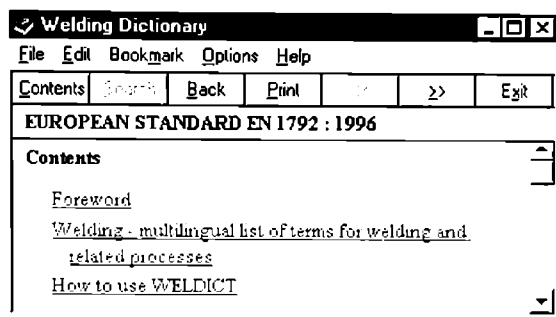 Welding Dictionary
File Edit Bookmark Options Help
Contents Search Back Print >> Exit
EUROPEAN STANDARD EN 1792 : 1996
Contents
Foreword
Welding - multilingual list of terms for welding and
related processes
How to use WELDICT